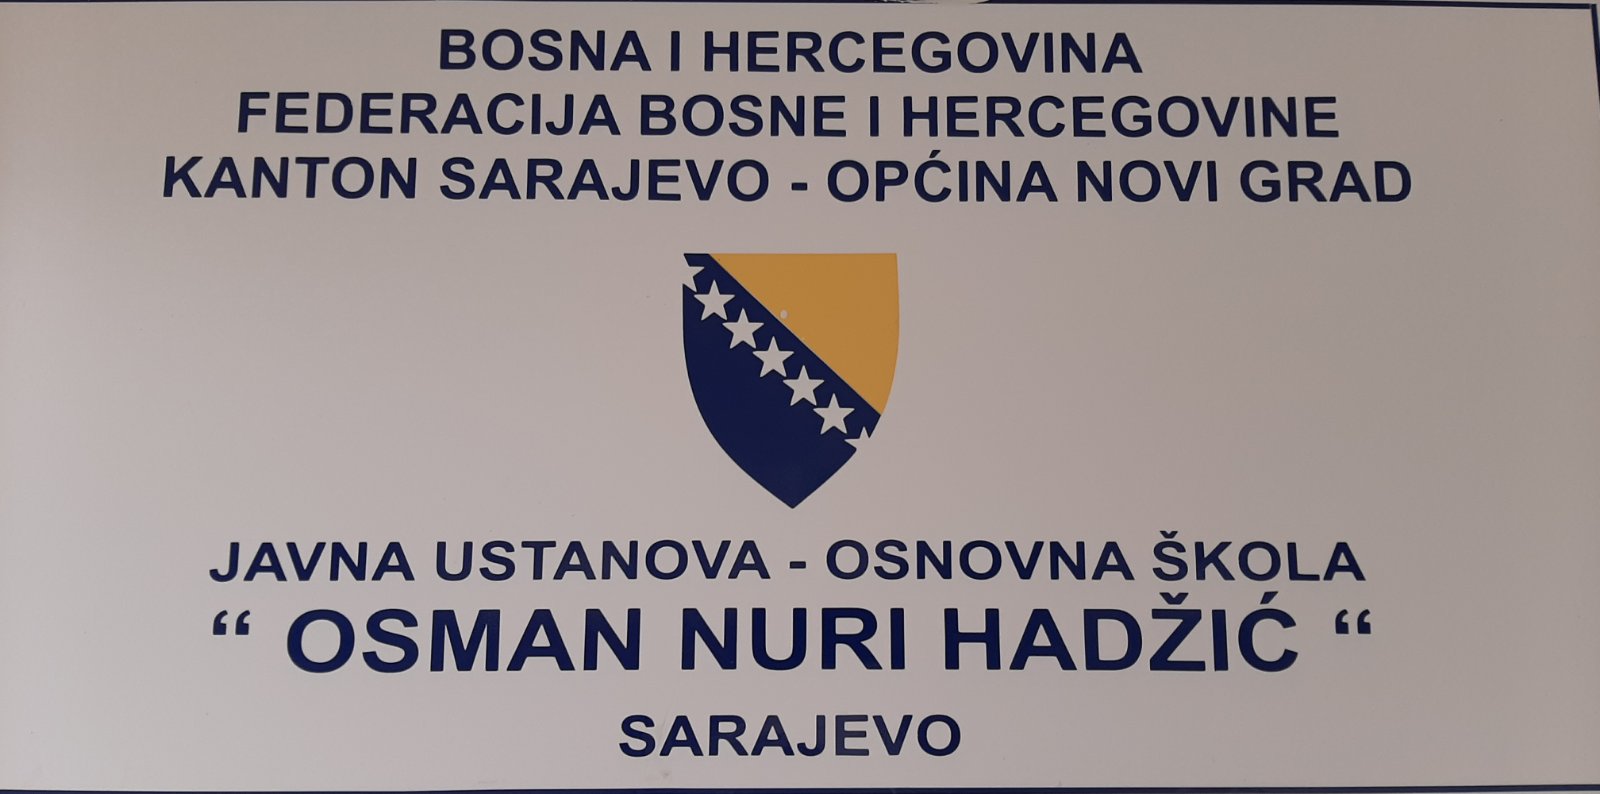 BOSNA I HERCEGOVINA
FEDERACIJA BOSNE I HERCEGOVINE
KANTON SARAJEVO - OPĆINA NOVI GRAD
JAVNA USTANOVA - OSNOVNA ŠKOLA
“ OSMAN NURI HADŽIĆ “
SARAJEVO